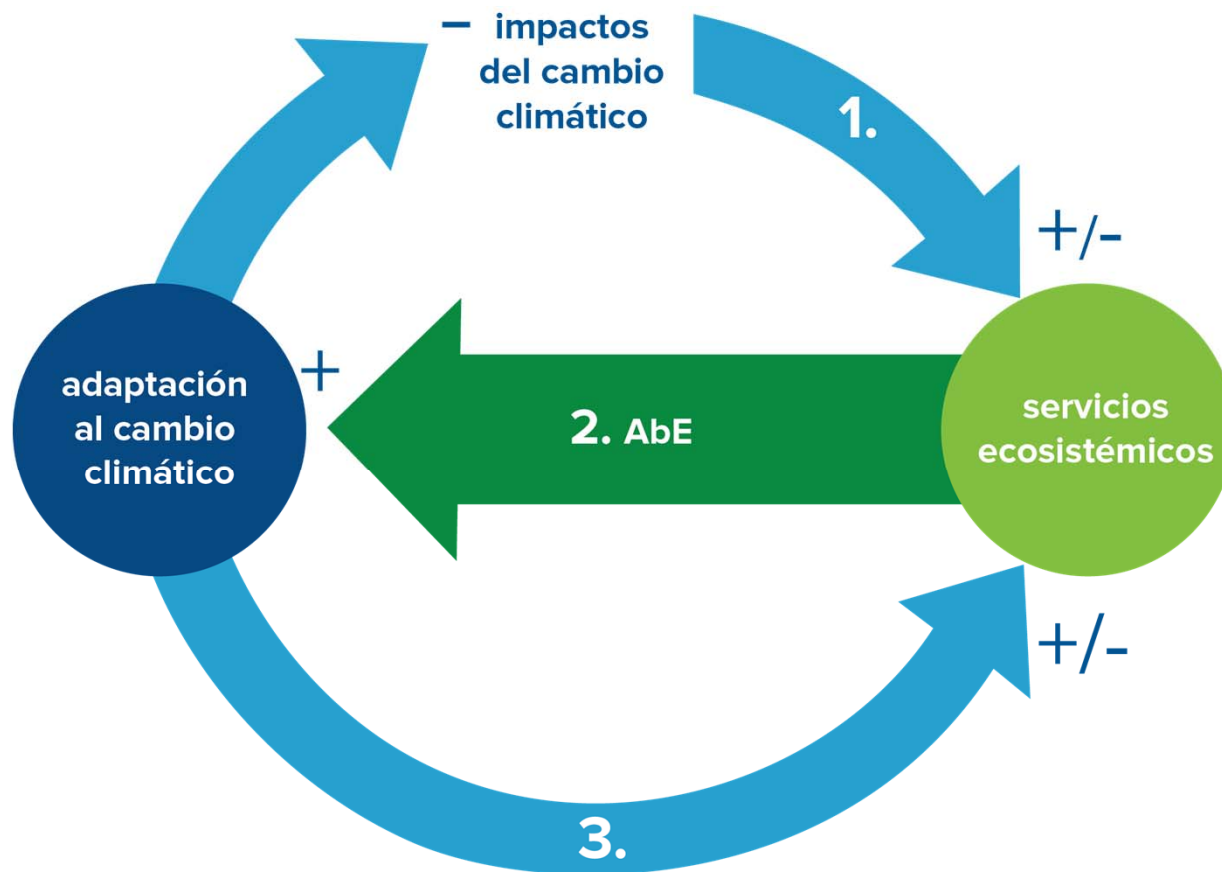 – impactos
del cambio
climático
1.
+/-
adaptación
al cambio
climático
+
2. AbE
servicios
ecosistémicos
+/-
3.